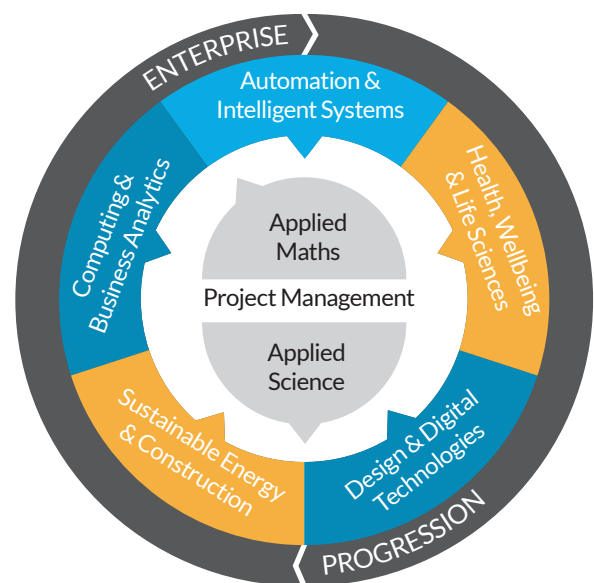 ENTERPRISE
Automation &
Intelligent Systems
Health, Wellbeing
& Life Sciences
Design & Digital
Technologies
Sustainable Energy
& Construction
Computing &
Business Analytics
Applied
Maths
Project Management
Applied
Science
PROGRESSION